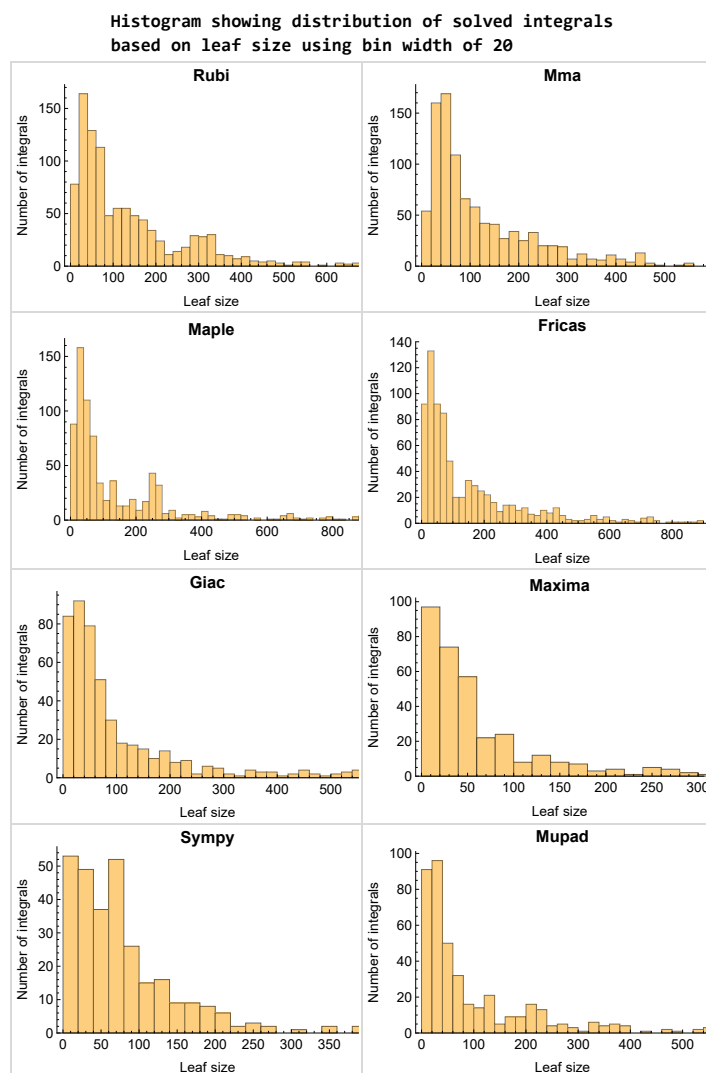 Histogram showing distribution of solved integrals
based on leaf size using bin width of 20
Rubi
Number of integrals
150
100
50
0
0 100 200 300 400 500 600
Leaf size
Mma
Number of integrals
150
100
50
0
0 100 200 300 400 500
Leaf size
Maple
Number of integrals
150
100
50
0
0 200 400 600 800
Leaf size
Fricas
Number of integrals
140
120
100
80
60
40
20
0
0 200 400 600 800
Leaf size
Giac
Number of integrals
80
60
40
20
0
0 100 200 300 400 500
Leaf size
Maxima
Number of integrals
100
80
60
40
20
0
0 50 100 150 200 250 300
Leaf size
Sympy
Number of integrals
50
40
30
20
10
0
0 50 100 150 200 250 300 350
Leaf size
Mupad
Number of integrals
100
80
60
40
20
0
0 100 200 300 400 500
Leaf size